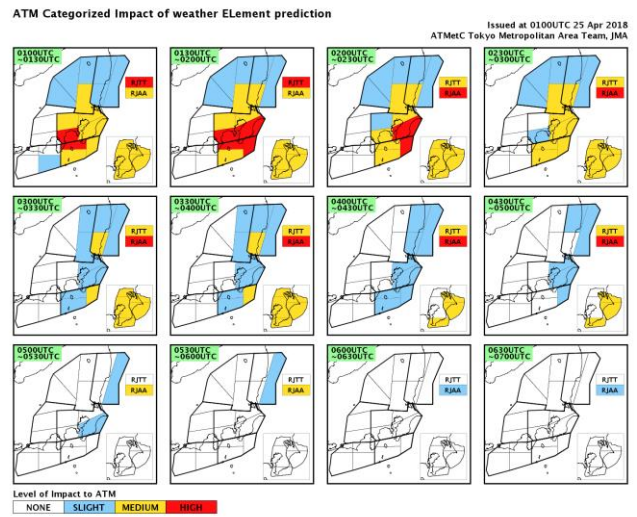 ATM Categorized Impact of weather ELement prediction
Issued at 0100UTC 25 Apr 2018
ATMetC Tokyo Metropolitan Area Team, JMA
0100UTC
~0130UTC
RJTT
RJAA
0130UTC
~0200UTC
RJTT
RJAA
0200UTC
~0230UTC
RJTT
RJAA
0230UTC
~0300UTC
RJTT
RJAA
0300UTC
~0330UTC
RJTT
RJAA
0330UTC
~0400UTC
RJTT
RJAA
0400UTC
~0430UTC
RJTT
RJAA
0430UTC
~0500UTC
RJTT
RJAA
0500UTC
~0530UTC
RJTT
RJAA
0530UTC
~0600UTC
RJTT
RJAA
0600UTC
~0630UTC
RJTT
RJAA
0630UTC
~0700UTC
RJTT
RJAA
Level of Impact to ATM
NONE SLIGHT MEDIUM HIGH